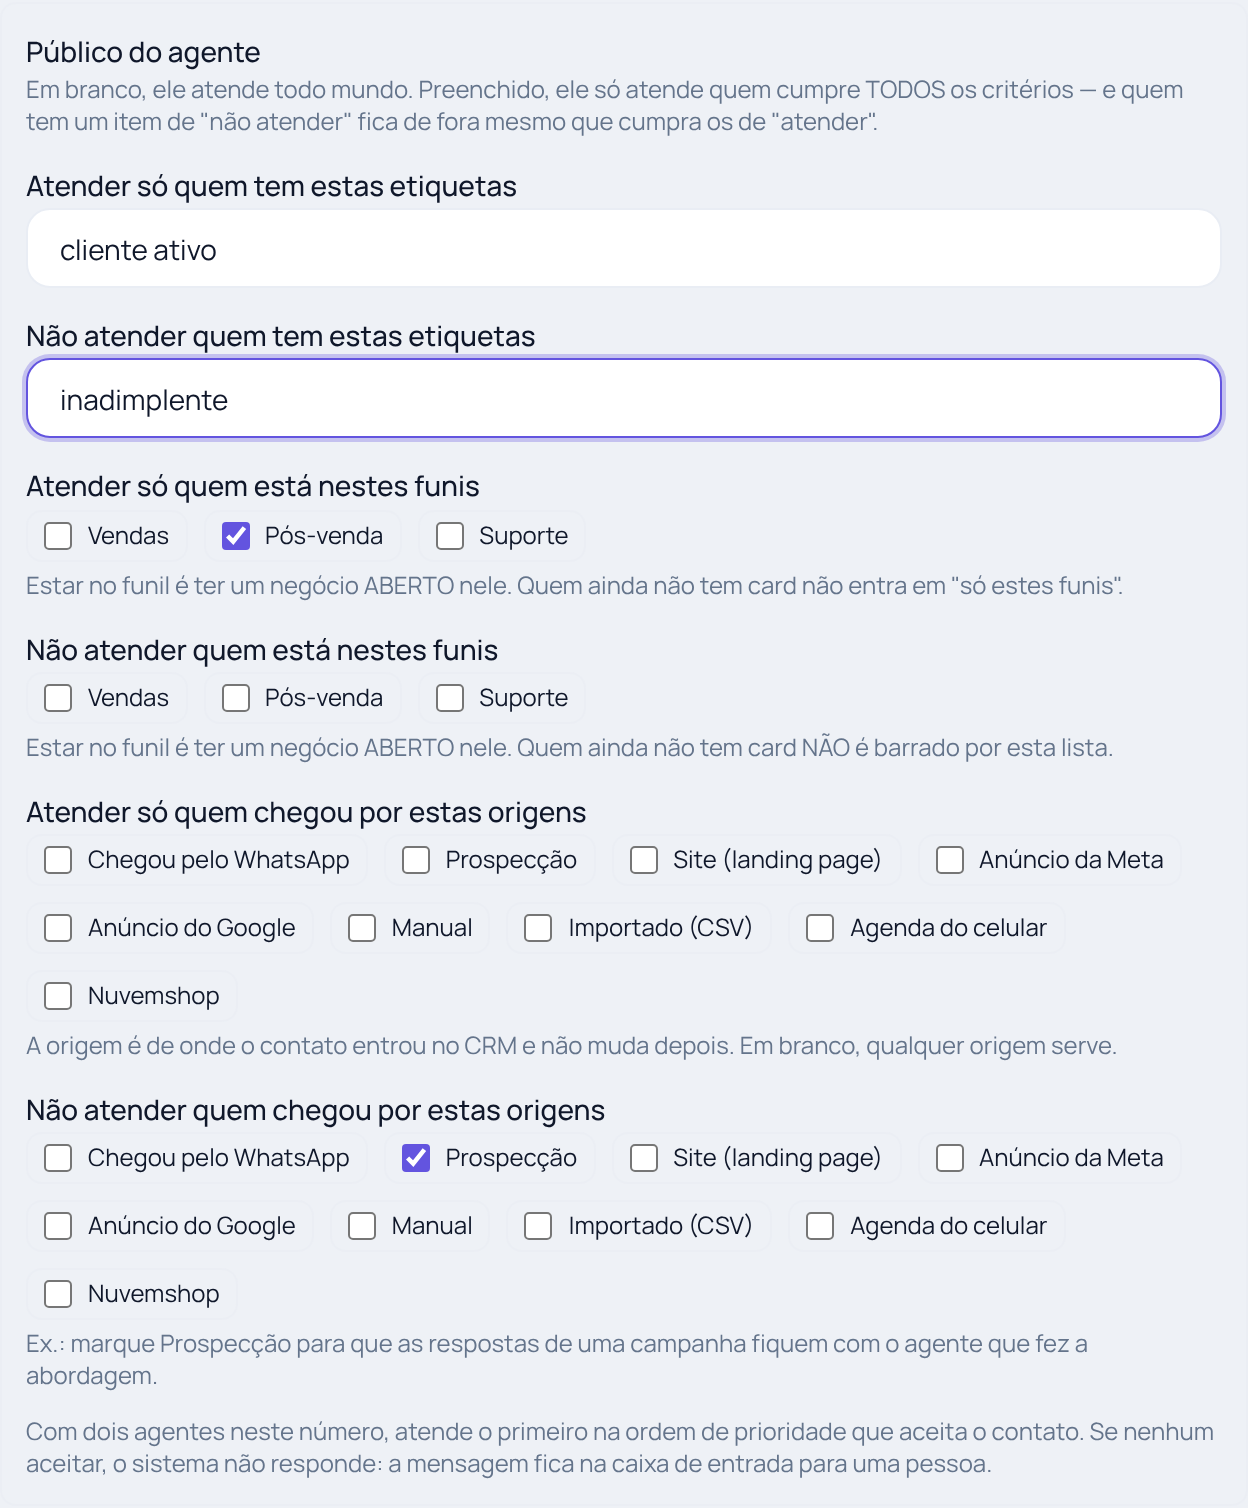 Público do agente
Em branco, ele atende todo mundo. Preenchido, ele só atende quem cumpre TODOS os critérios — e quem
tem um item de "não atender" fica de fora mesmo que cumpra os de "atender".
Atender só quem tem estas etiquetas
cliente ativo
Não atender quem tem estas etiquetas
inadimplente
Atender só quem está nestes funis
Vendas Pós-venda Suporte
Estar no funil é ter um negócio ABERTO nele. Quem ainda não tem card não entra em "só estes funis".
Não atender quem está nestes funis
Vendas Pós-venda Suporte
Estar no funil é ter um negócio ABERTO nele. Quem ainda não tem card NÃO é barrado por esta lista.
Atender só quem chegou por estas origens
Chegou pelo WhatsApp Prospecção Site (landing page) Anúncio da Meta
Anúncio do Google Manual Importado (CSV) Agenda do celular
Nuvemshop
A origem é de onde o contato entrou no CRM e não muda depois. Em branco, qualquer origem serve.
Não atender quem chegou por estas origens
Chegou pelo WhatsApp Prospecção Site (landing page) Anúncio da Meta
Anúncio do Google Manual Importado (CSV) Agenda do celular
Nuvemshop
Ex.: marque Prospecção para que as respostas de uma campanha fiquem com o agente que fez a
abordagem.
Com dois agentes neste número, atende o primeiro na ordem de prioridade que aceita o contato. Se nenhum
aceitar, o sistema não responde: a mensagem fica na caixa de entrada para uma pessoa.